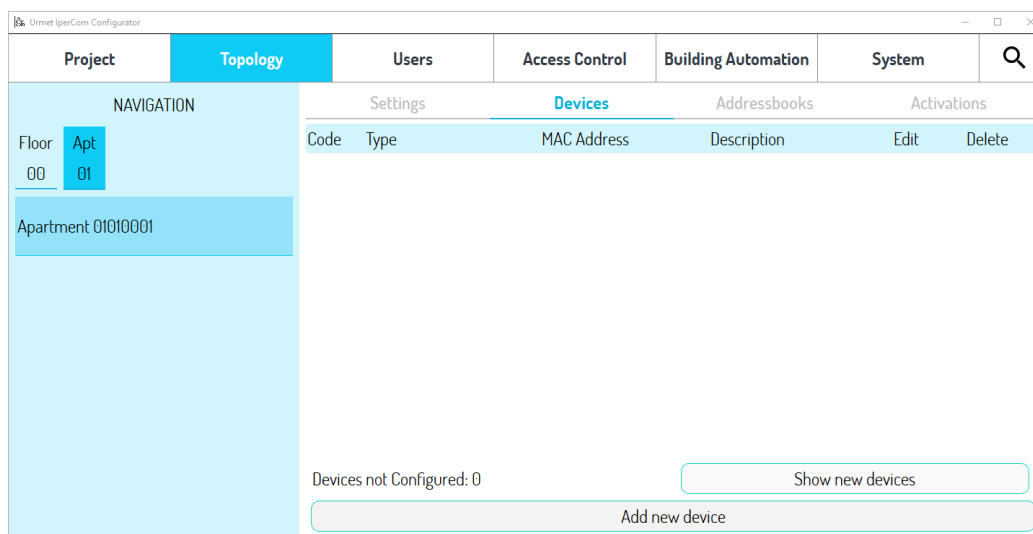 Urmet IperCom Configurator
Project Topology Users Access Control Building Automation System
NAVIGATION
Settings Devices Addressbooks Activations
Floor Apt
00 01
Code Type MAC Address Description Edit Delete
Apartment 01010001
Devices not Configured: 0
Show new devices
Add new device